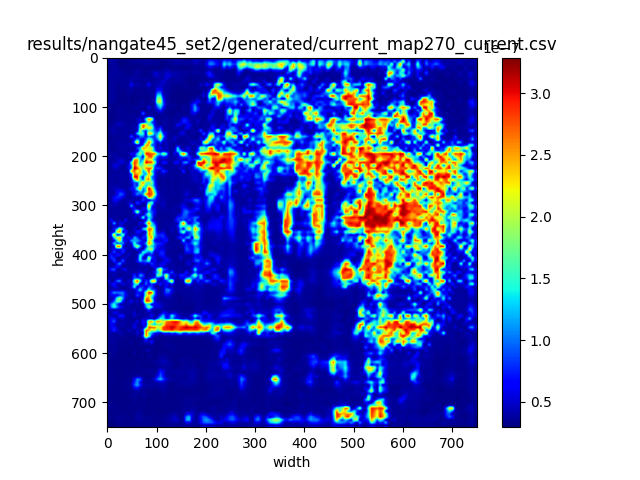 results/nangate45_set2/generated/current_map270_current.csv
1e−7
0
100
200
300
400
500
600
700
height
0 100 200 300 400 500 600 700
width
3.0
2.5
2.0
1.5
1.0
0.5